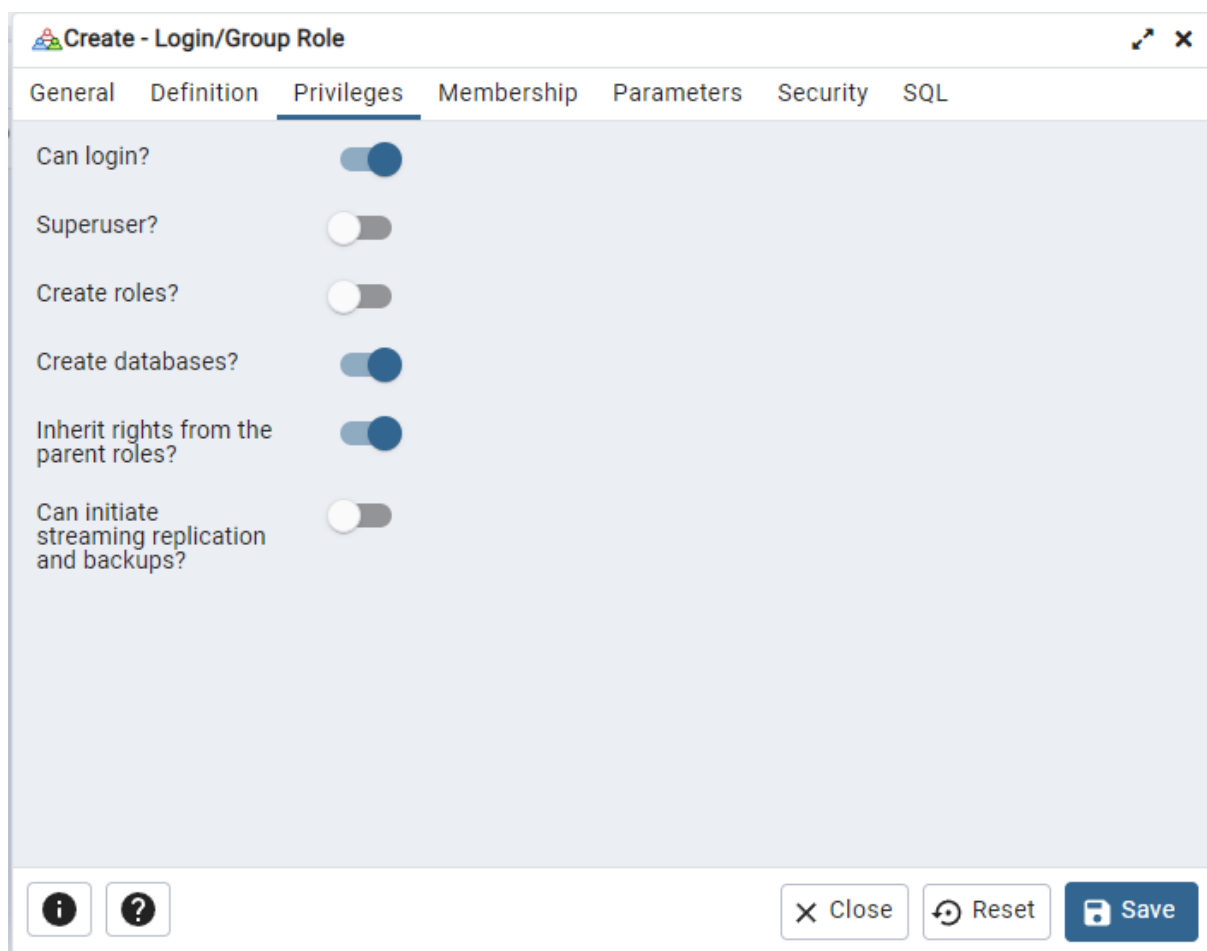 Create - Login/Group Role
General Definition Privileges Membership Parameters Security SQL
Can login?
Superuser?
Create roles?
Create databases?
Inherit rights from the
parent roles?
Can initiate
streaming replication
and backups?
Close Reset Save